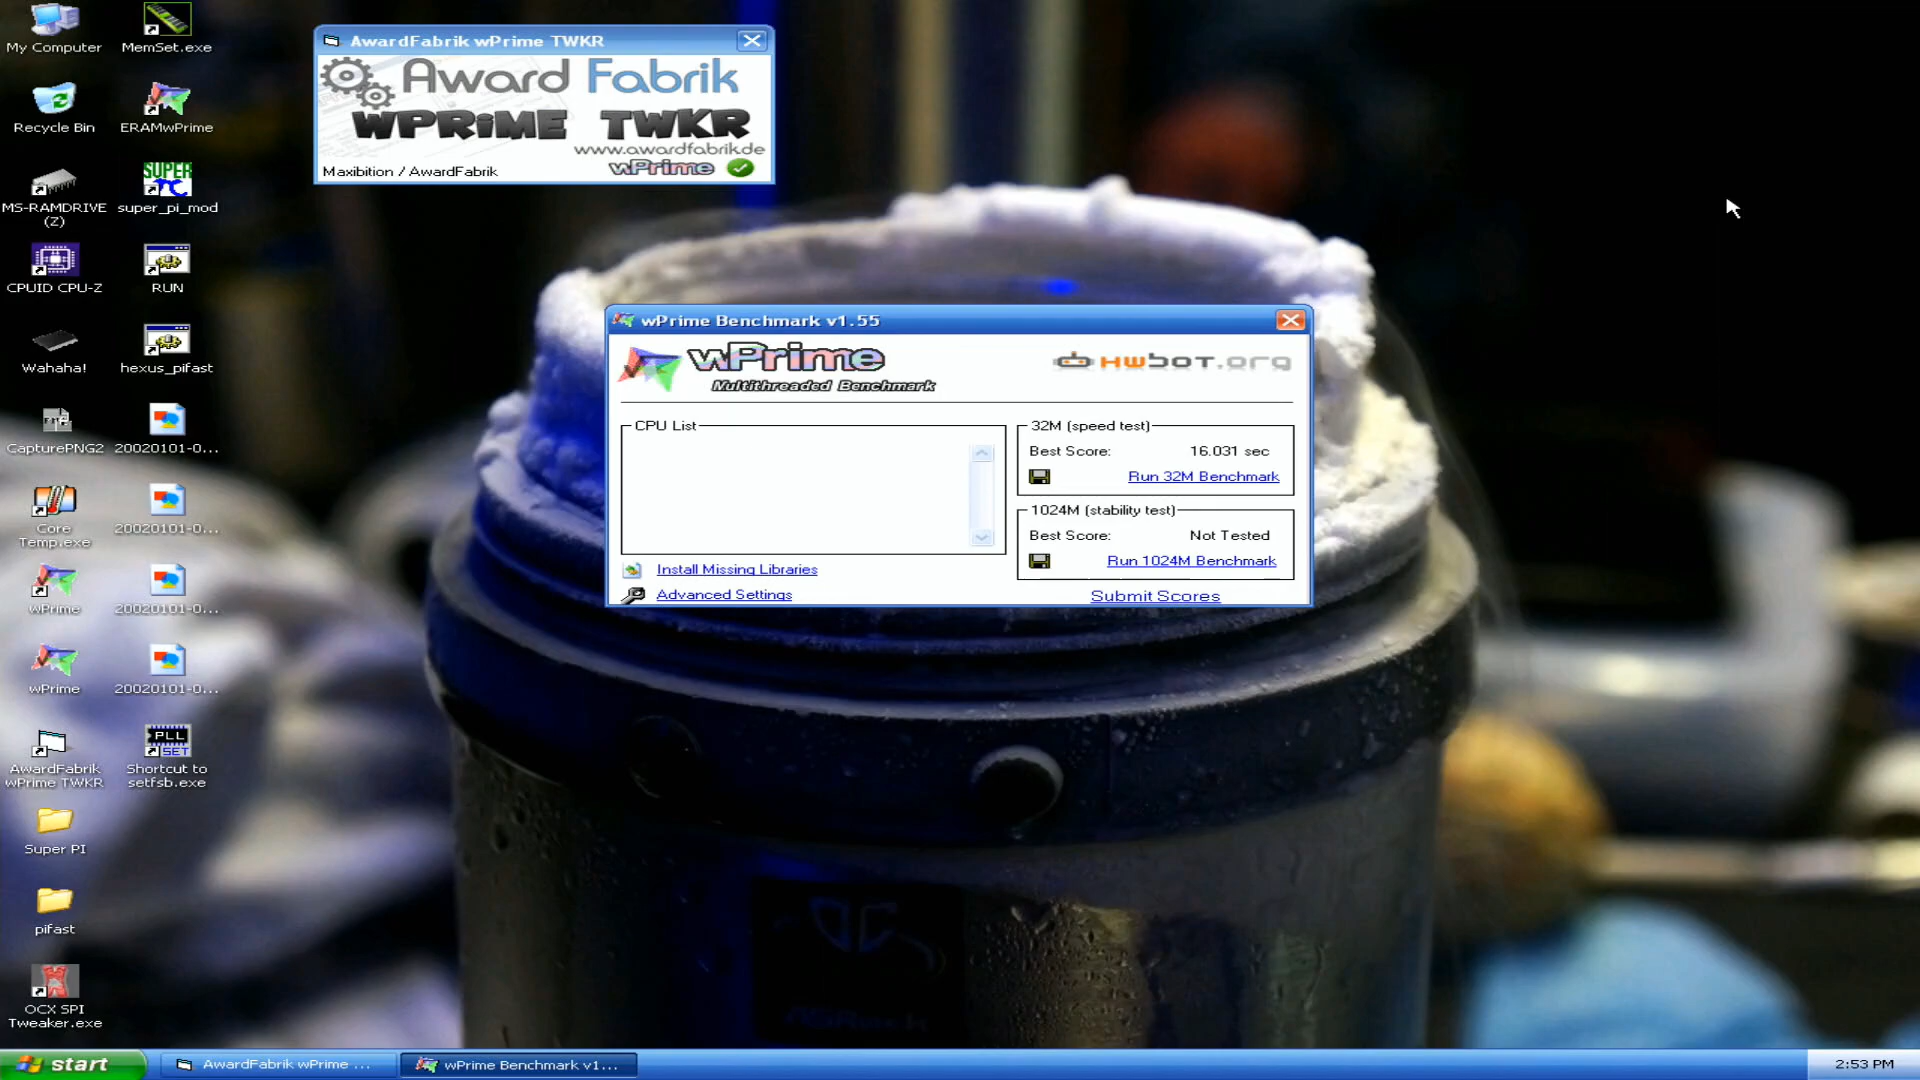 My Computer
MemSet.exe
Recycle Bin
ERAMwPrime
MS-RAMDRIVE
(Z)
SUPER
super_pi_mod
CPUID CPU-Z
RUN
Wahaha!
hexus_pifast
CapturePNG2
20020101-0...
Core
Temp.exe
20020101-0...
wPrime
20020101-0...
wPrime
20020101-0...
AwardFabrik
wPrime TWKR
PLL
SET
Shortcut to
setfsb.exe
Super PI
pifast
OCX SPI
Tweaker.exe
AwardFabrik wPrime TWKR
Award Fabrik
WPRiME TWKR
www.awardfabrik.de
Maxibition / AwardFabrik
wPrime
wPrime Benchmark v1.55
wPrime
Multithreaded Benchmark
HWBOT.org
CPU List
32M (speed test)
Best Score: 16.031 sec
Run 32M Benchmark
1024M (stability test)
Best Score: Not Tested
Run 1024M Benchmark
Install Missing Libraries
Advanced Settings
Submit Scores
start
AwardFabrik wPrime ...
wPrime Benchmark v1...
2:53 PM